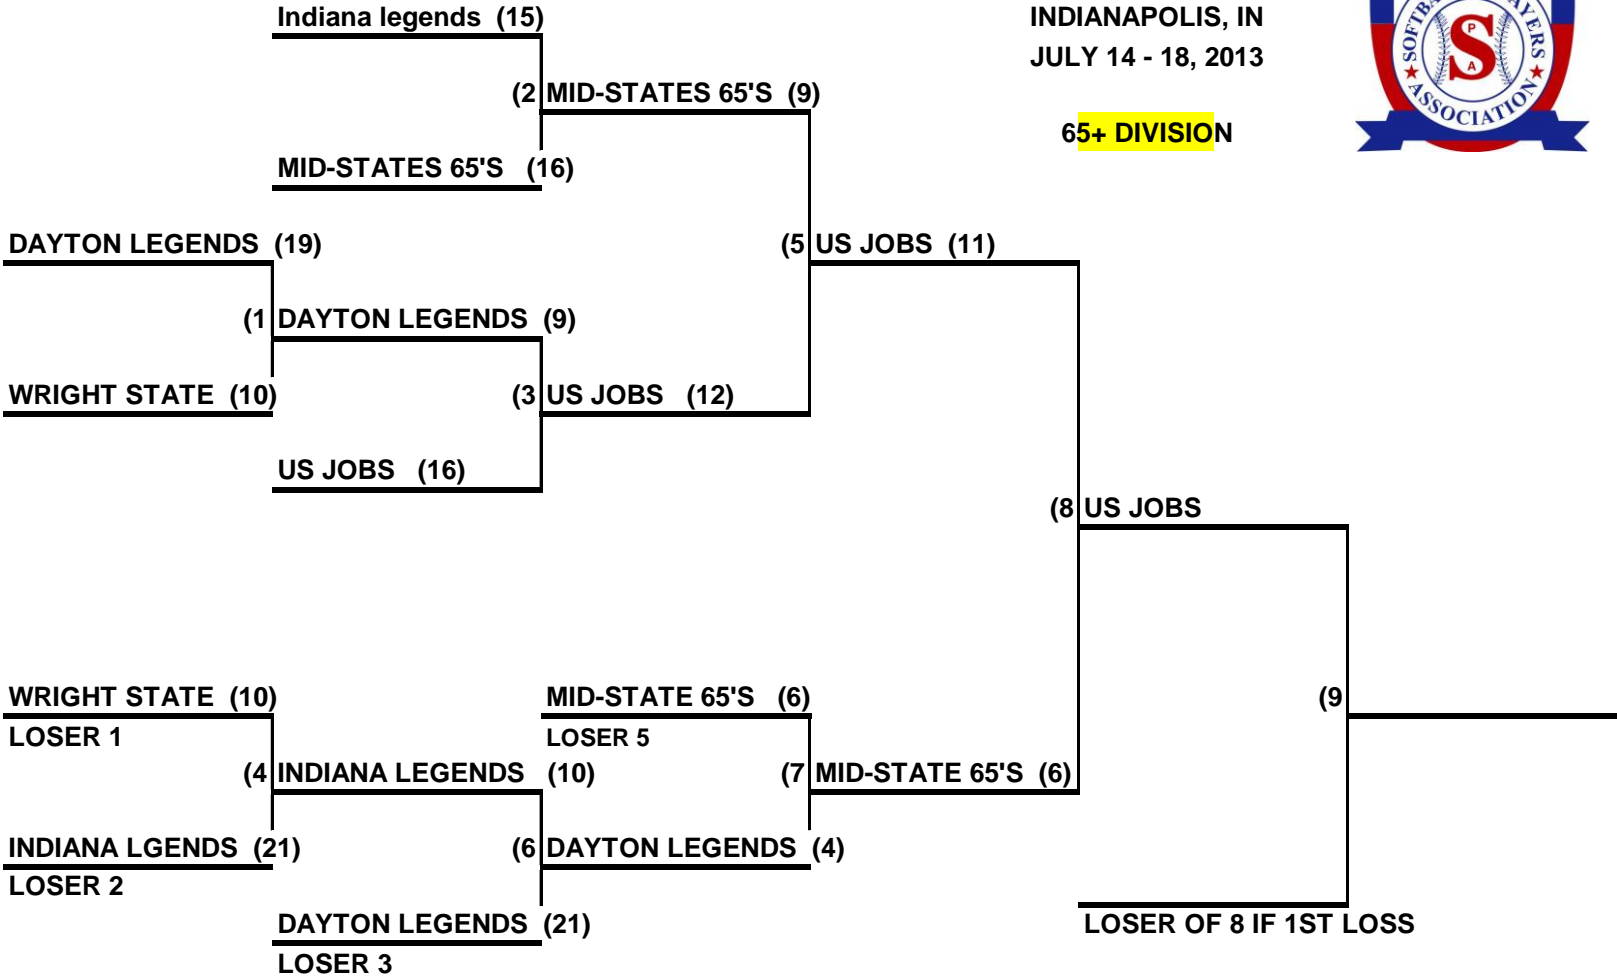 Indiana legends (15)
INDIANAPOLIS, IN
JULY 14 - 18, 2013
65+ DIVISION
P
S
A
ASSOCIATION
(2 MID-STATES 65'S (9)
MID-STATES 65'S (16)
DAYTON LEGENDS (19)
(5 US JOBS (11)
(1 DAYTON LEGENDS (9)
WRIGHT STATE (10)
(3 US JOBS (12)
US JOBS (16)
(8 US JOBS
WRIGHT STATE (10)
LOSER 1
MID-STATE 65'S (6)
LOSER 5
(9
(4 INDIANA LEGENDS (10)
(7 MID-STATE 65'S (6)
INDIANA LGENDS (21)
LOSER 2
(6 DAYTON LEGENDS (4)
DAYTON LEGENDS (21)
LOSER 3
LOSER OF 8 IF 1ST LOSS